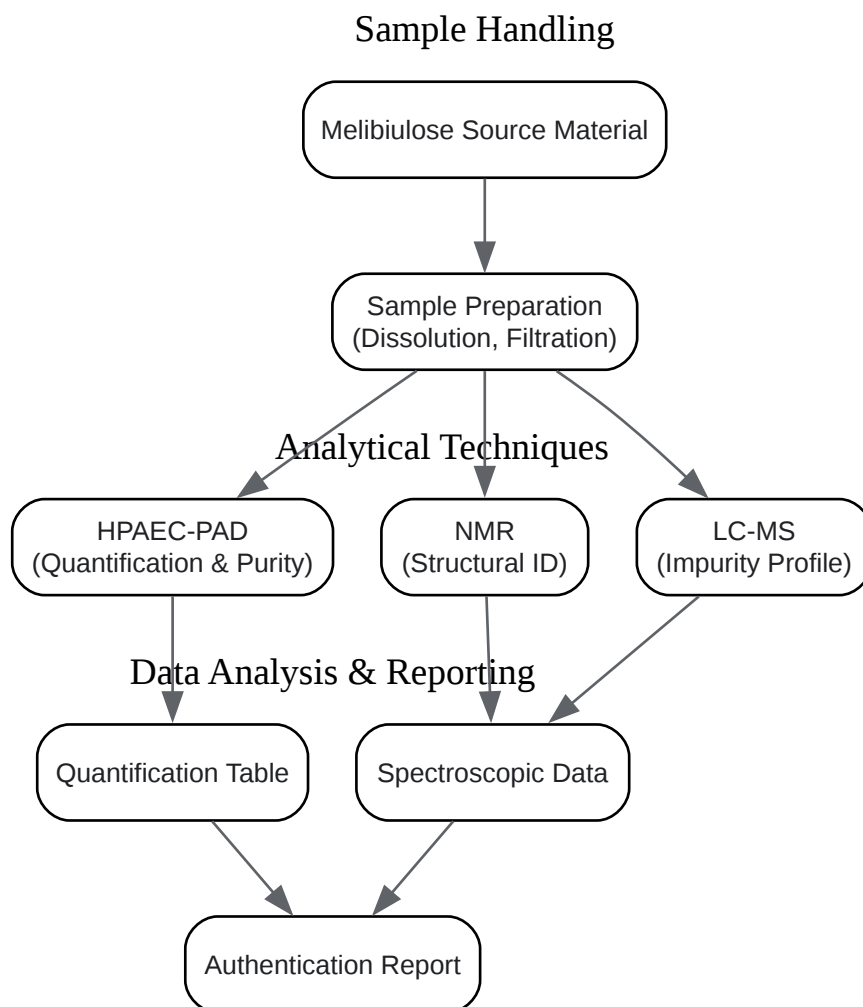 Sample Handling
Melibiulose Source Material
Sample Preparation
(Dissolution, Filtration)
Analytical Techniques
HPAEC-PAD
(Quantification & Purity)
NMR
(Structural ID)
LC-MS
(Impurity Profile)
Data Analysis & Reporting
Quantification Table
Spectroscopic Data
Authentication Report